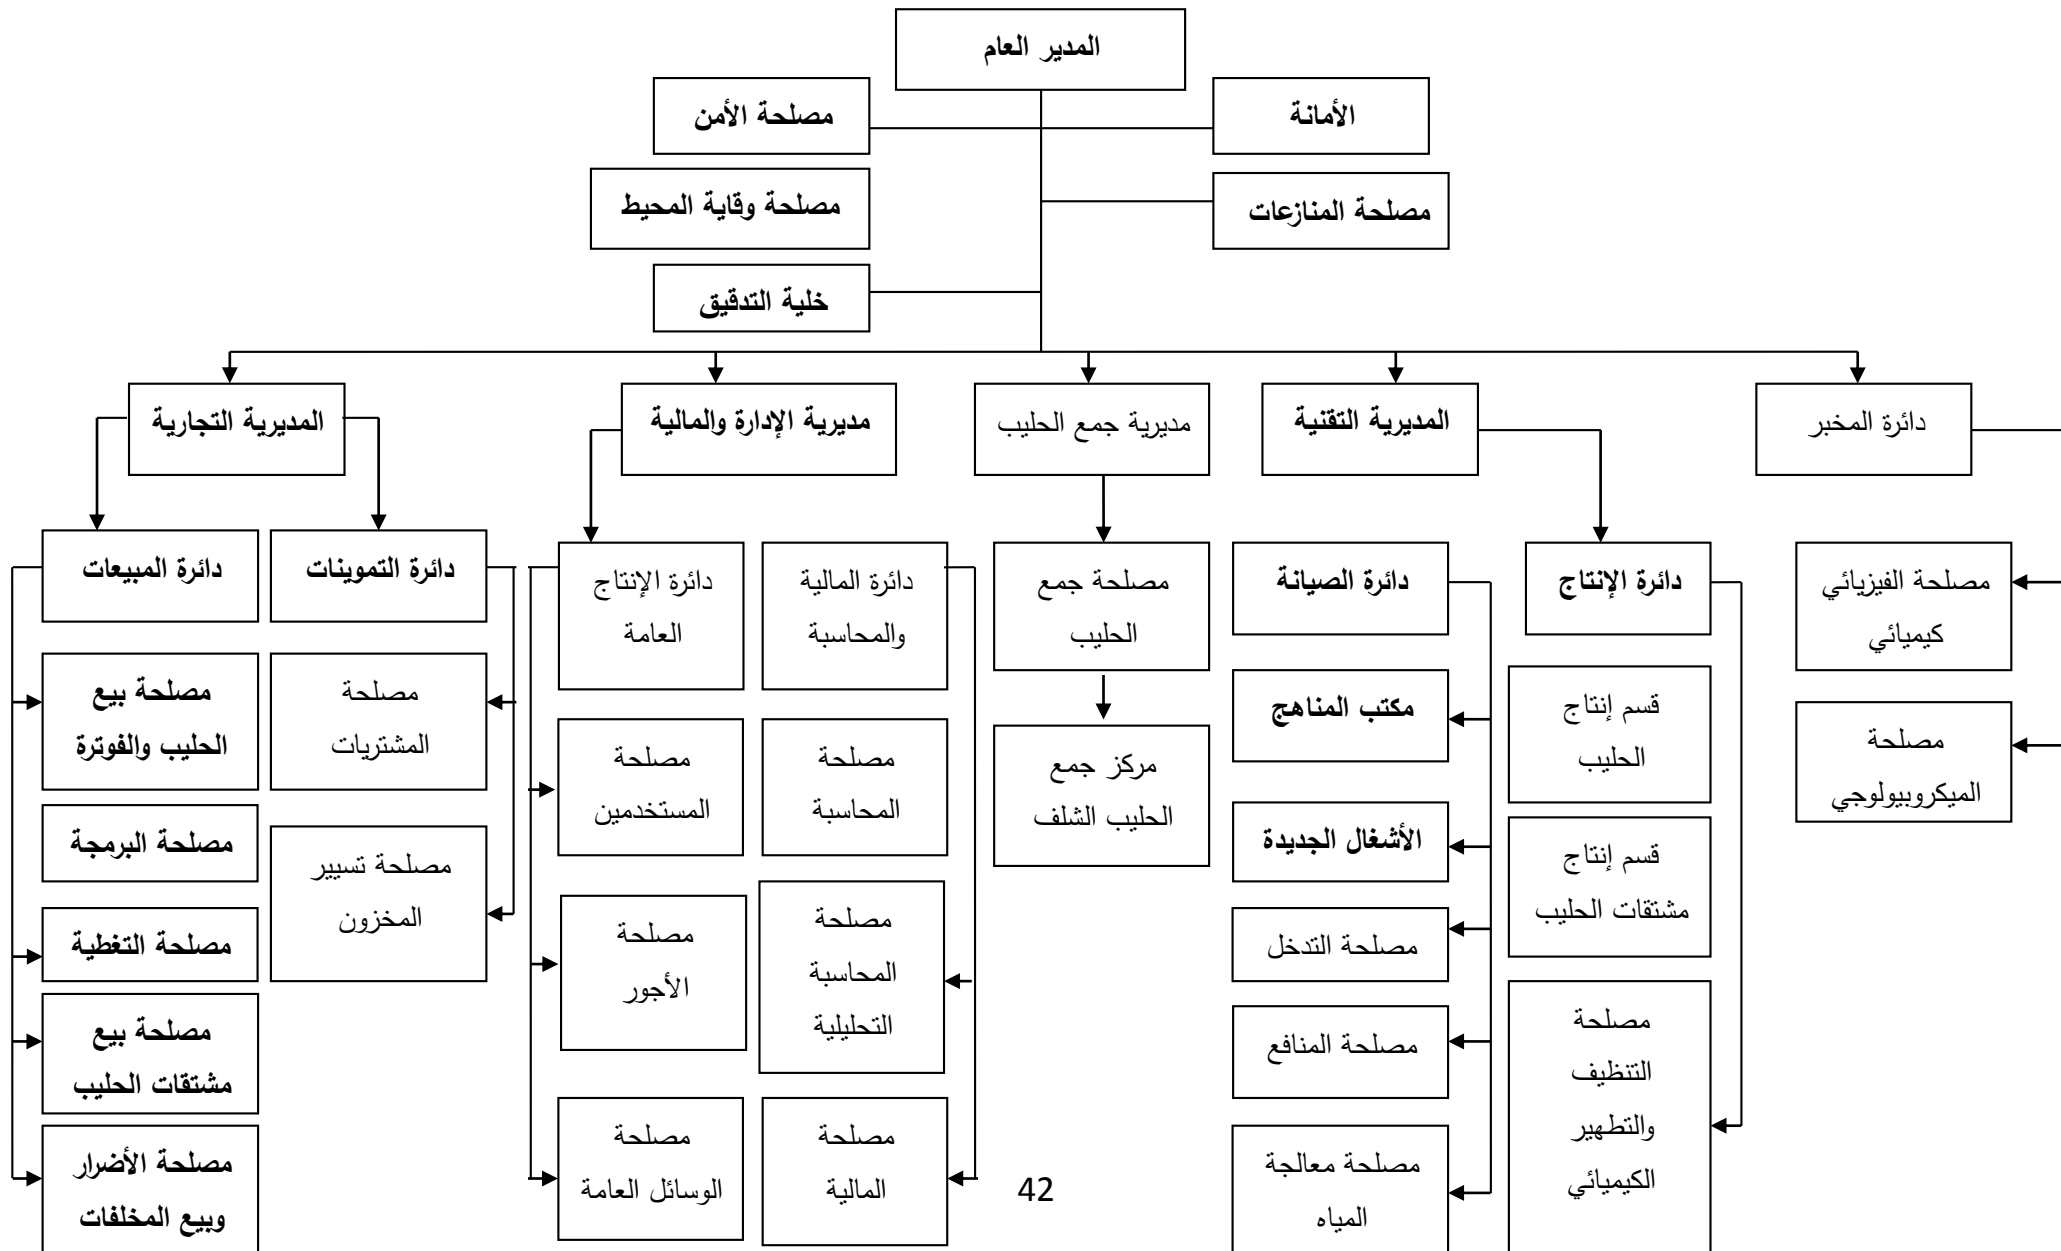 المدير العام
الأمانة
مصلحة الأمن
مصلحة المنازعات
مصلحة وقاية المحيط
خلية التدقيق
دائرة المخبر
المديرية التقنية
مديرية جمع الحليب
مديرية الإدارة والمالية
المديرية التجارية
مصلحة الفيزيائي
كيميائي
مصلحة
الميكروبيولوجي
دائرة الإنتاج
قسم إنتاج
الحليب
قسم إنتاج
مشتقات الحليب
مصلحة
التنظيف
والتطهير
الكيميائي
دائرة الصيانة
مكتب المناهج
الأشغال الجديدة
مصلحة التدخل
مصلحة المنافع
مصلحة معالجة
المياه
مصلحة جمع
الحليب
مركز جمع
الحليب الشلف
دائرة المالية
والمحاسبة
مصلحة
المحاسبة
مصلحة
المحاسبة
التحليلية
مصلحة
المالية
دائرة الإنتاج
العامة
مصلحة
المستخدمين
مصلحة
الأجور
مصلحة
الوسائل العامة
دائرة التموينات
مصلحة
المشتريات
مصلحة تسيير
المخزون
دائرة المبيعات
مصلحة بيع
الحليب والفوترة
مصلحة البرمجة
مصلحة التغطية
مصلحة بيع
مشتقات الحليب
مصلحة الأضرار
وبيع المخلفات
42